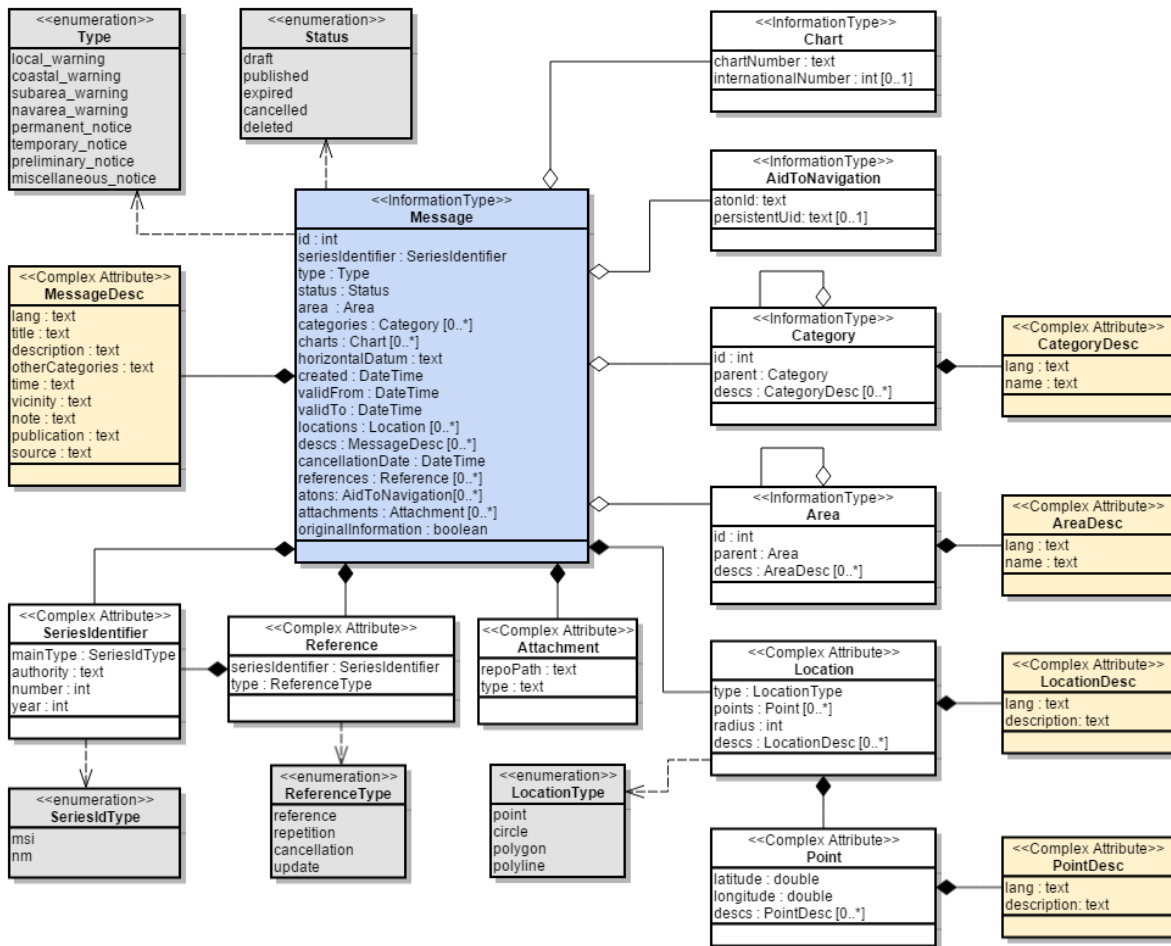 <<enumeration>>
Type
local_warning
coastal_warning
subarea_warning
navarea_warning
permanent_notice
temporary_notice
preliminary_notice
miscellaneous_notice
<<enumeration>>
Status
draft
published
expired
cancelled
deleted
<<InformationType>>
Chart
chartNumber : text
internationalNumber : int [0..1]
<<InformationType>>
AidToNavigation
atonId: text
persistentUid: text [0..1]
<<InformationType>>
Message
id : int
seriesIdentifier : SeriesIdentifier
type : Type
status : Status
area : Area
categories : Category [0..*]
charts : Chart [0..*]
horizontalDatum : text
created : DateTime
validFrom : DateTime
validTo : DateTime
locations : Location [0..*]
descs : MessageDesc [0..*]
cancellationDate : DateTime
references : Reference [0..*]
atons: AidToNavigation[0..*]
attachments : Attachment [0..*]
originalInformation : boolean
<<Complex Attribute>>
MessageDesc
lang : text
title : text
description : text
otherCategories : text
time : text
vicinity : text
note : text
publication : text
source : text
<<InformationType>>
Category
id : int
parent : Category
descs : CategoryDesc [0..*]
<<Complex Attribute>>
CategoryDesc
lang : text
name : text
<<InformationType>>
Area
id : int
parent : Area
descs : AreaDesc [0..*]
<<Complex Attribute>>
AreaDesc
lang : text
name : text
<<Complex Attribute>>
SeriesIdentifier
mainType : SeriesIdType
authority : text
number : int
year : int
<<Complex Attribute>>
Reference
seriesIdentifier : SeriesIdentifier
type : ReferenceType
<<Complex Attribute>>
Attachment
repoPath : text
type : text
<<Complex Attribute>>
Location
type : LocationType
points : Point [0..*]
radius : int
descs : LocationDesc [0..*]
<<Complex Attribute>>
LocationDesc
lang : text
description: text
<<enumeration>>
SeriesIdType
msi
nm
<<enumeration>>
ReferenceType
reference
repetition
cancellation
update
<<enumeration>>
LocationType
point
circle
polygon
polyline
<<Complex Attribute>>
Point
latitude : double
longitude : double
descs : PointDesc [0..*]
<<Complex Attribute>>
PointDesc
lang : text
description: text